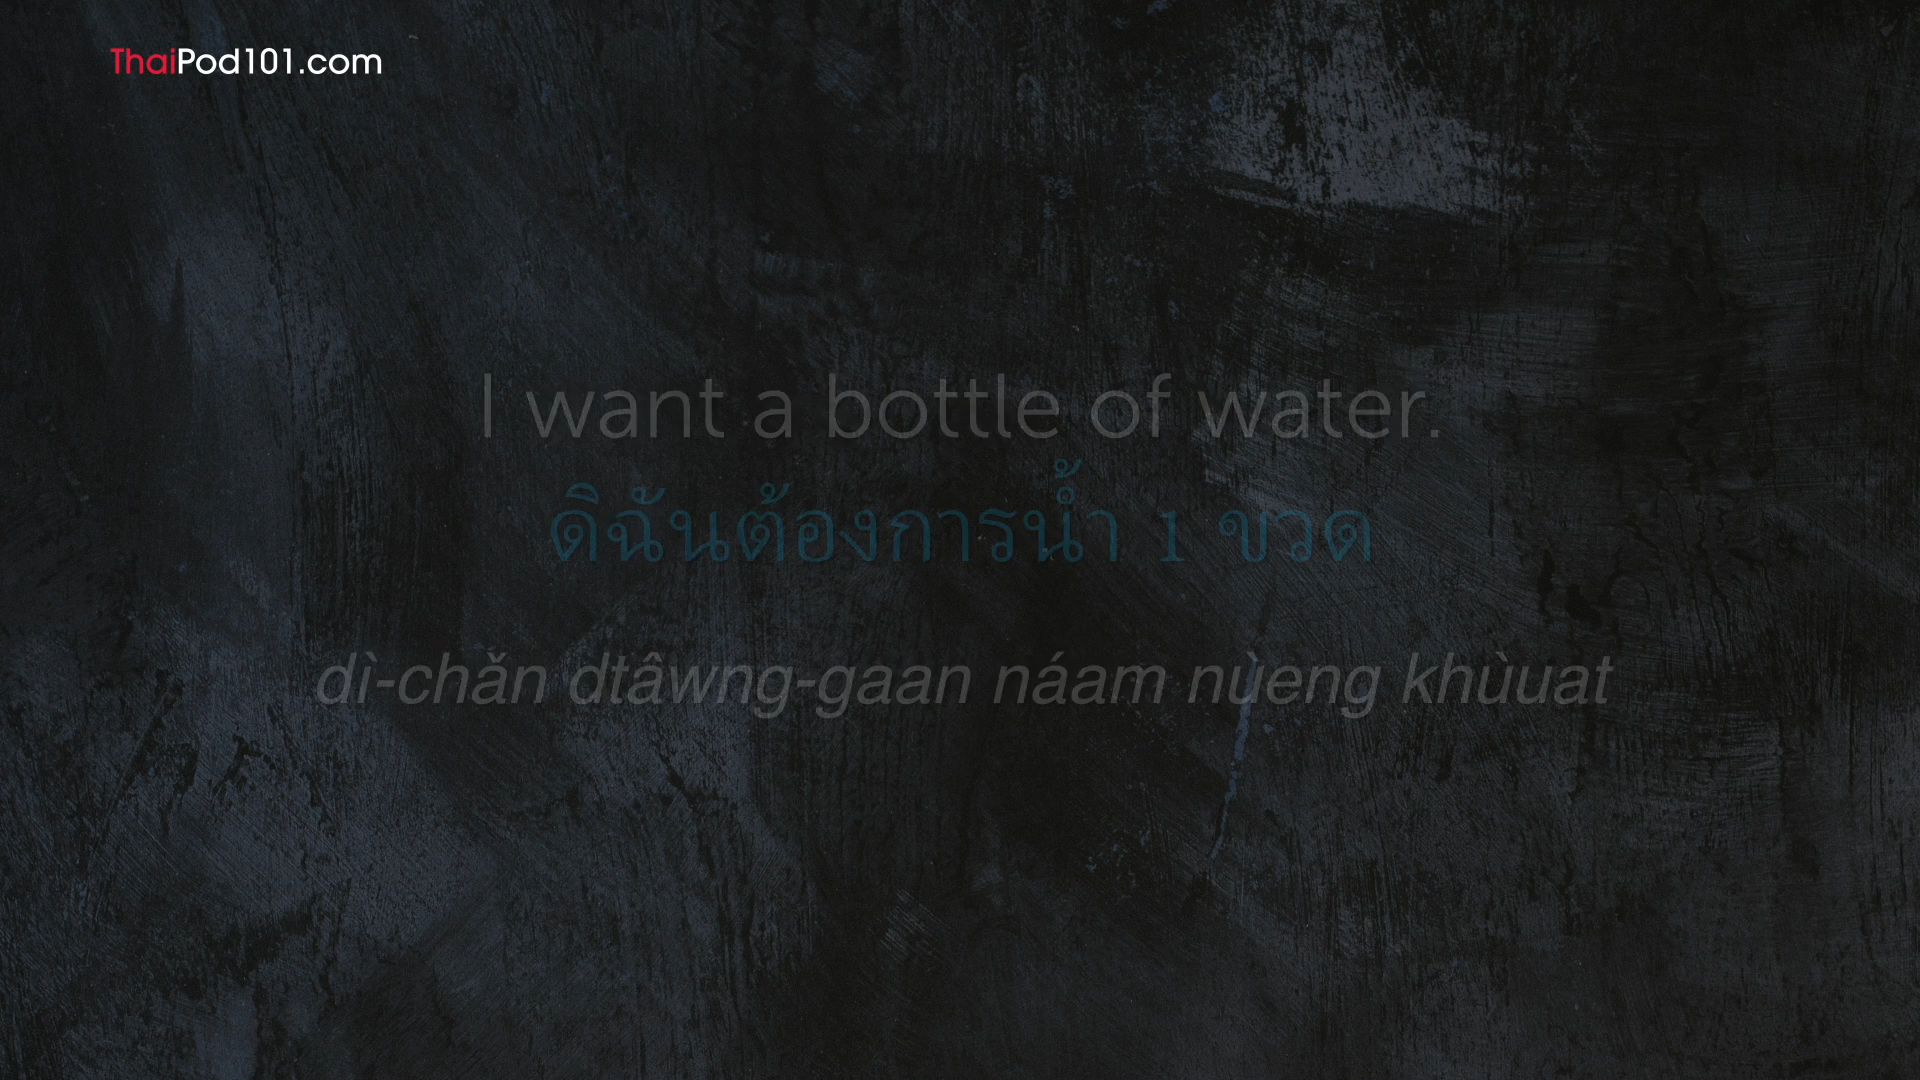 ThaiPod101.com
I want a bottle of water.
ดิฉันต้องการน้ำ 1 ขวด
dì-chǎn dtâwng-gaan náam nùeng khùuat